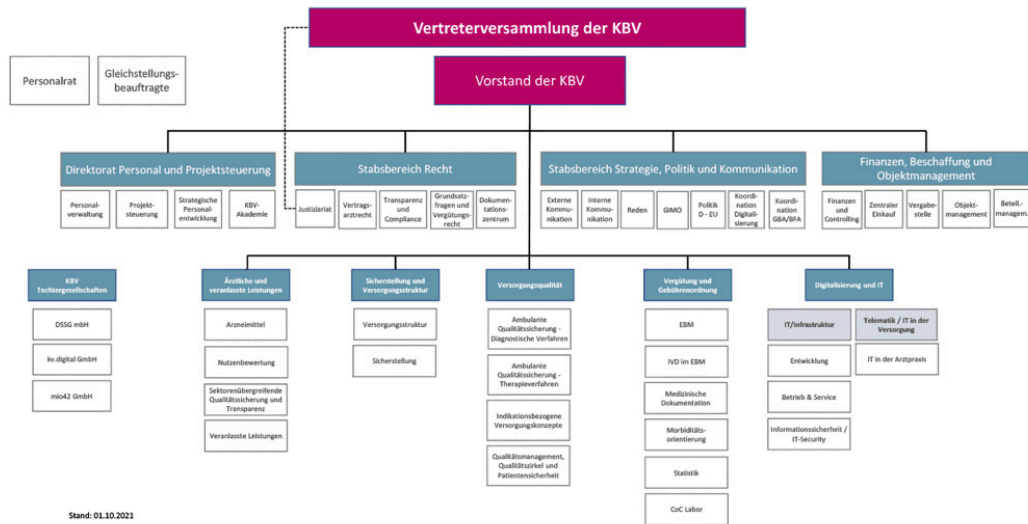 Vertreterversammlung der KBV
Vorstand der KBV
Personalrat
Gleichstellungs-
beauftragte
Direktorat Personal und Projektsteuerung
Personal-
verwaltung
Projekt-
steuerung
Strategische
Personal-
entwicklung
KBV-
Akademie
Stabsbereich Recht
Justiziariat
Vertrags-
arztrecht
Transparenz
und
Compliance
Grundsatz-
fragen und
Vergütungs-
recht
Dokumen-
tations-
zentrum
Stabsbereich Strategie, Politik und Kommunikation
Externe
Kommu-
nikation
Interne
Kommu-
nikation
Reden
GIMO
Politik
D - EU
Koordi-
nation
Digitali-
sierung
Koordi-
nation
GBA/BFA
Finanzen, Beschaffung und
Objektmanagement
Finanzen
und
Controlling
Zentraler
Einkauf
Vergabe-
stelle
Objekt-
management
Beteil.-
managem.
KBV
Tochtergesellschaften
DSSG mbH
kv.digital GmbH
mio42 GmbH
Ärztliche und
veranlasste Leistungen
Arzneimittel
Nutzenbewertung
Sektorenübergreifende
Qualitätssicherung und
Transparenz
Veranlasste Leistungen
Sicherstellung und
Versorgungsstruktur
Versorgungsstruktur
Sicherstellung
Versorgungsqualität
Ambulante
Qualitätssicherung -
Diagnostische Verfahren
Ambulante
Qualitätssicherung -
Therapieverfahren
Indikationsbezogene
Versorgungskonzepte
Qualitätsmanagement,
Qualitätszirkel und
Patientensicherheit
Vergütung und
Gebührenordnung
EBM
IVD im EBM
Medizinische
Dokumentation
Morbiditäts-
orientierung
Statistik
CoC Labor
Digitalisierung und IT
IT/Infrastruktur
Entwicklung
Betrieb & Service
Informationssicherheit /
IT-Security
Telematik / IT in der
Versorgung
IT in der Arztpraxis
Stand: 01.10.2021